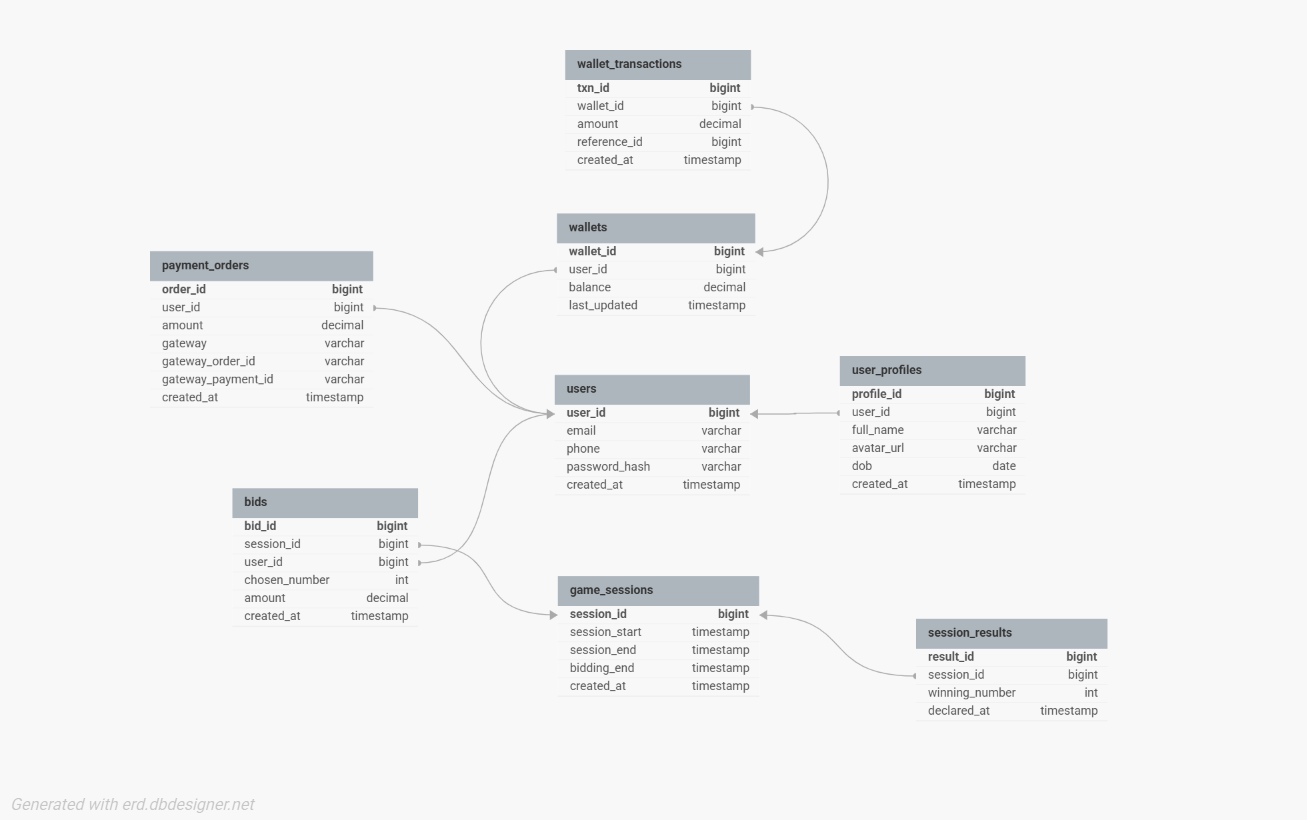 wallet_transactions
txn_id bigint
wallet_id bigint
amount decimal
reference_id bigint
created_at timestamp
wallets
wallet_id bigint
user_id bigint
balance decimal
last_updated timestamp
payment_orders
order_id bigint
user_id bigint
amount decimal
gateway varchar
gateway_order_id varchar
gateway_payment_id varchar
created_at timestamp
users
user_id bigint
email varchar
phone varchar
password_hash varchar
created_at timestamp
user_profiles
profile_id bigint
user_id bigint
full_name varchar
avatar_url varchar
dob date
created_at timestamp
bids
bid_id bigint
session_id bigint
user_id bigint
chosen_number int
amount decimal
created_at timestamp
game_sessions
session_id bigint
session_start timestamp
session_end timestamp
bidding_end timestamp
created_at timestamp
session_results
result_id bigint
session_id bigint
winning_number int
declared_at timestamp
Generated with erd.dbdesigner.net